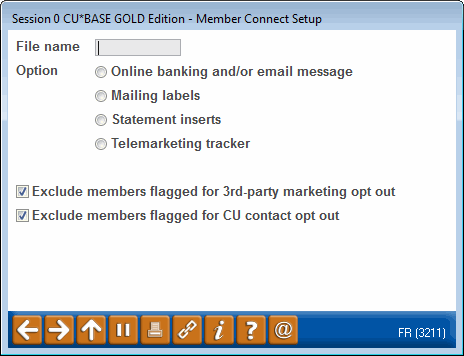 Session 0 CU*BASE GOLD Edition - Member Connect Setup
File name
Option
Online banking and/or email message
Mailing labels
Statement inserts
Telemarketing tracker
Exclude members flagged for 3rd-party marketing opt out
Exclude members flagged for CU contact opt out
i ? @
FR (3211)